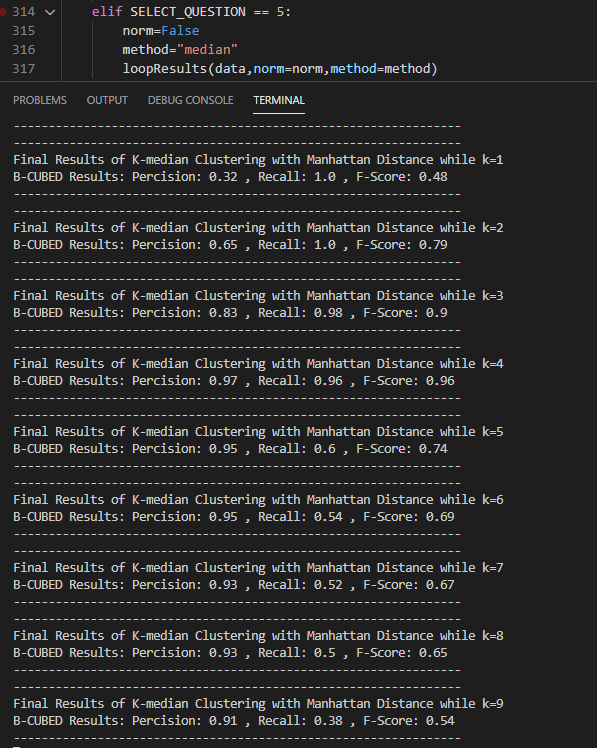 314 elif SELECT_QUESTION == 5:
315 norm=False
316 method="median"
317 loopResults(data,norm=norm,method=method)
PROBLEMS OUTPUT DEBUG CONSOLE TERMINAL
----------------------------------------------------------------
----------------------------------------------------------------
Final Results of K-median Clustering with Manhattan Distance while k=1
B-CUBED Results: Percision: 0.32 , Recall: 1.0 , F-Score: 0.48
----------------------------------------------------------------
----------------------------------------------------------------
Final Results of K-median Clustering with Manhattan Distance while k=2
B-CUBED Results: Percision: 0.65 , Recall: 1.0 , F-Score: 0.79
----------------------------------------------------------------
----------------------------------------------------------------
Final Results of K-median Clustering with Manhattan Distance while k=3
B-CUBED Results: Percision: 0.83 , Recall: 0.98 , F-Score: 0.9
----------------------------------------------------------------
----------------------------------------------------------------
Final Results of K-median Clustering with Manhattan Distance while k=4
B-CUBED Results: Percision: 0.97 , Recall: 0.96 , F-Score: 0.96
----------------------------------------------------------------
----------------------------------------------------------------
Final Results of K-median Clustering with Manhattan Distance while k=5
B-CUBED Results: Percision: 0.95 , Recall: 0.6 , F-Score: 0.74
----------------------------------------------------------------
----------------------------------------------------------------
Final Results of K-median Clustering with Manhattan Distance while k=6
B-CUBED Results: Percision: 0.95 , Recall: 0.54 , F-Score: 0.69
----------------------------------------------------------------
----------------------------------------------------------------
Final Results of K-median Clustering with Manhattan Distance while k=7
B-CUBED Results: Percision: 0.93 , Recall: 0.52 , F-Score: 0.67
----------------------------------------------------------------
----------------------------------------------------------------
Final Results of K-median Clustering with Manhattan Distance while k=8
B-CUBED Results: Percision: 0.93 , Recall: 0.5 , F-Score: 0.65
----------------------------------------------------------------
----------------------------------------------------------------
Final Results of K-median Clustering with Manhattan Distance while k=9
B-CUBED Results: Percision: 0.91 , Recall: 0.38 , F-Score: 0.54
----------------------------------------------------------------